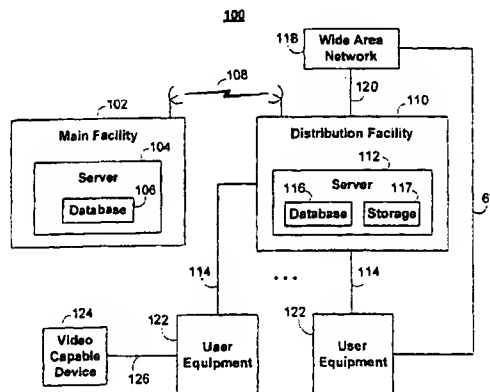 100
118
Wide Area
Network
108
102
120
110
Main Facility
Distribution Facility
104
112
Server
Server
106
Database
116
117
Database
Storage
6
114
...
114
124
122
122
Video
Capable
Device
126
User
Equipment
User
Equipment